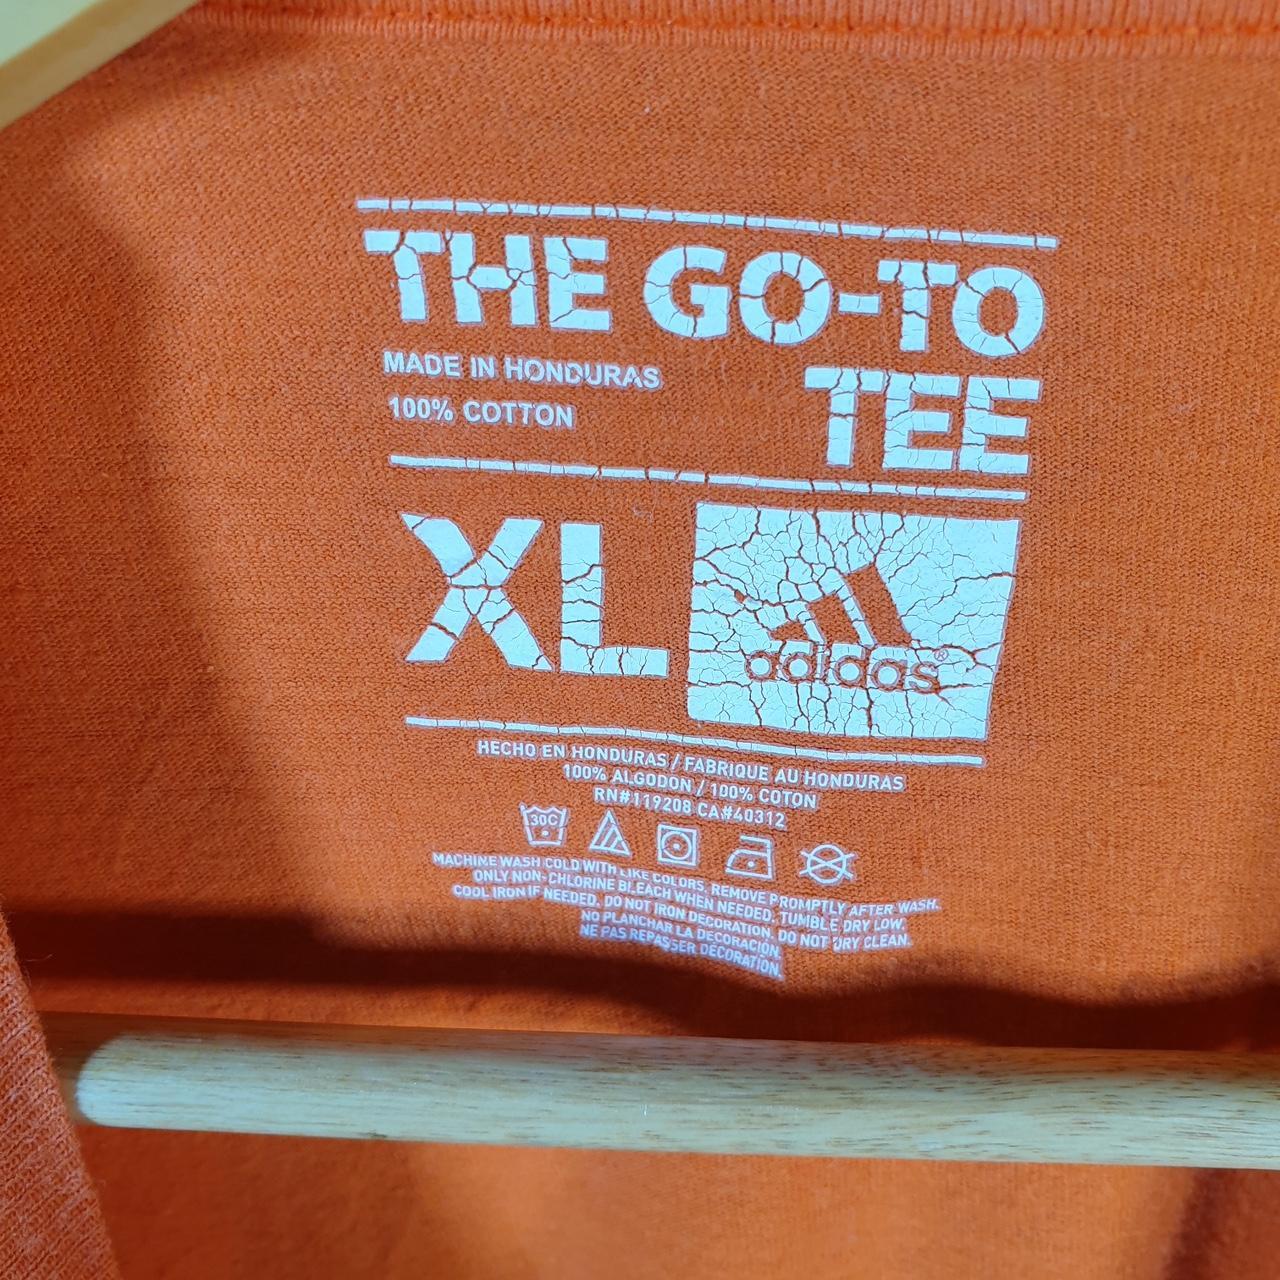 THE GO-TO
TEE
MADE IN HONDURAS
100% COTTON
XL
adidas®
HECHO EN HONDURAS / FABRIQUE AU HONDURAS
100% ALGODON / 100% COTON
RN#119208 CA#40312
30C
MACHINE WASH COLD WITH LIKE COLORS, REMOVE PROMPTLY AFTER WASH.
ONLY NON-CHLORINE BLEACH WHEN NEEDED. TUMBLE DRY LOW.
COOL IRON IF NEEDED. DO NOT IRON DECORATION. DO NOT DRY CLEAN.
NO PLANCHAR LA DECORACIÓN.
NE PAS REPASSER DECORATION.